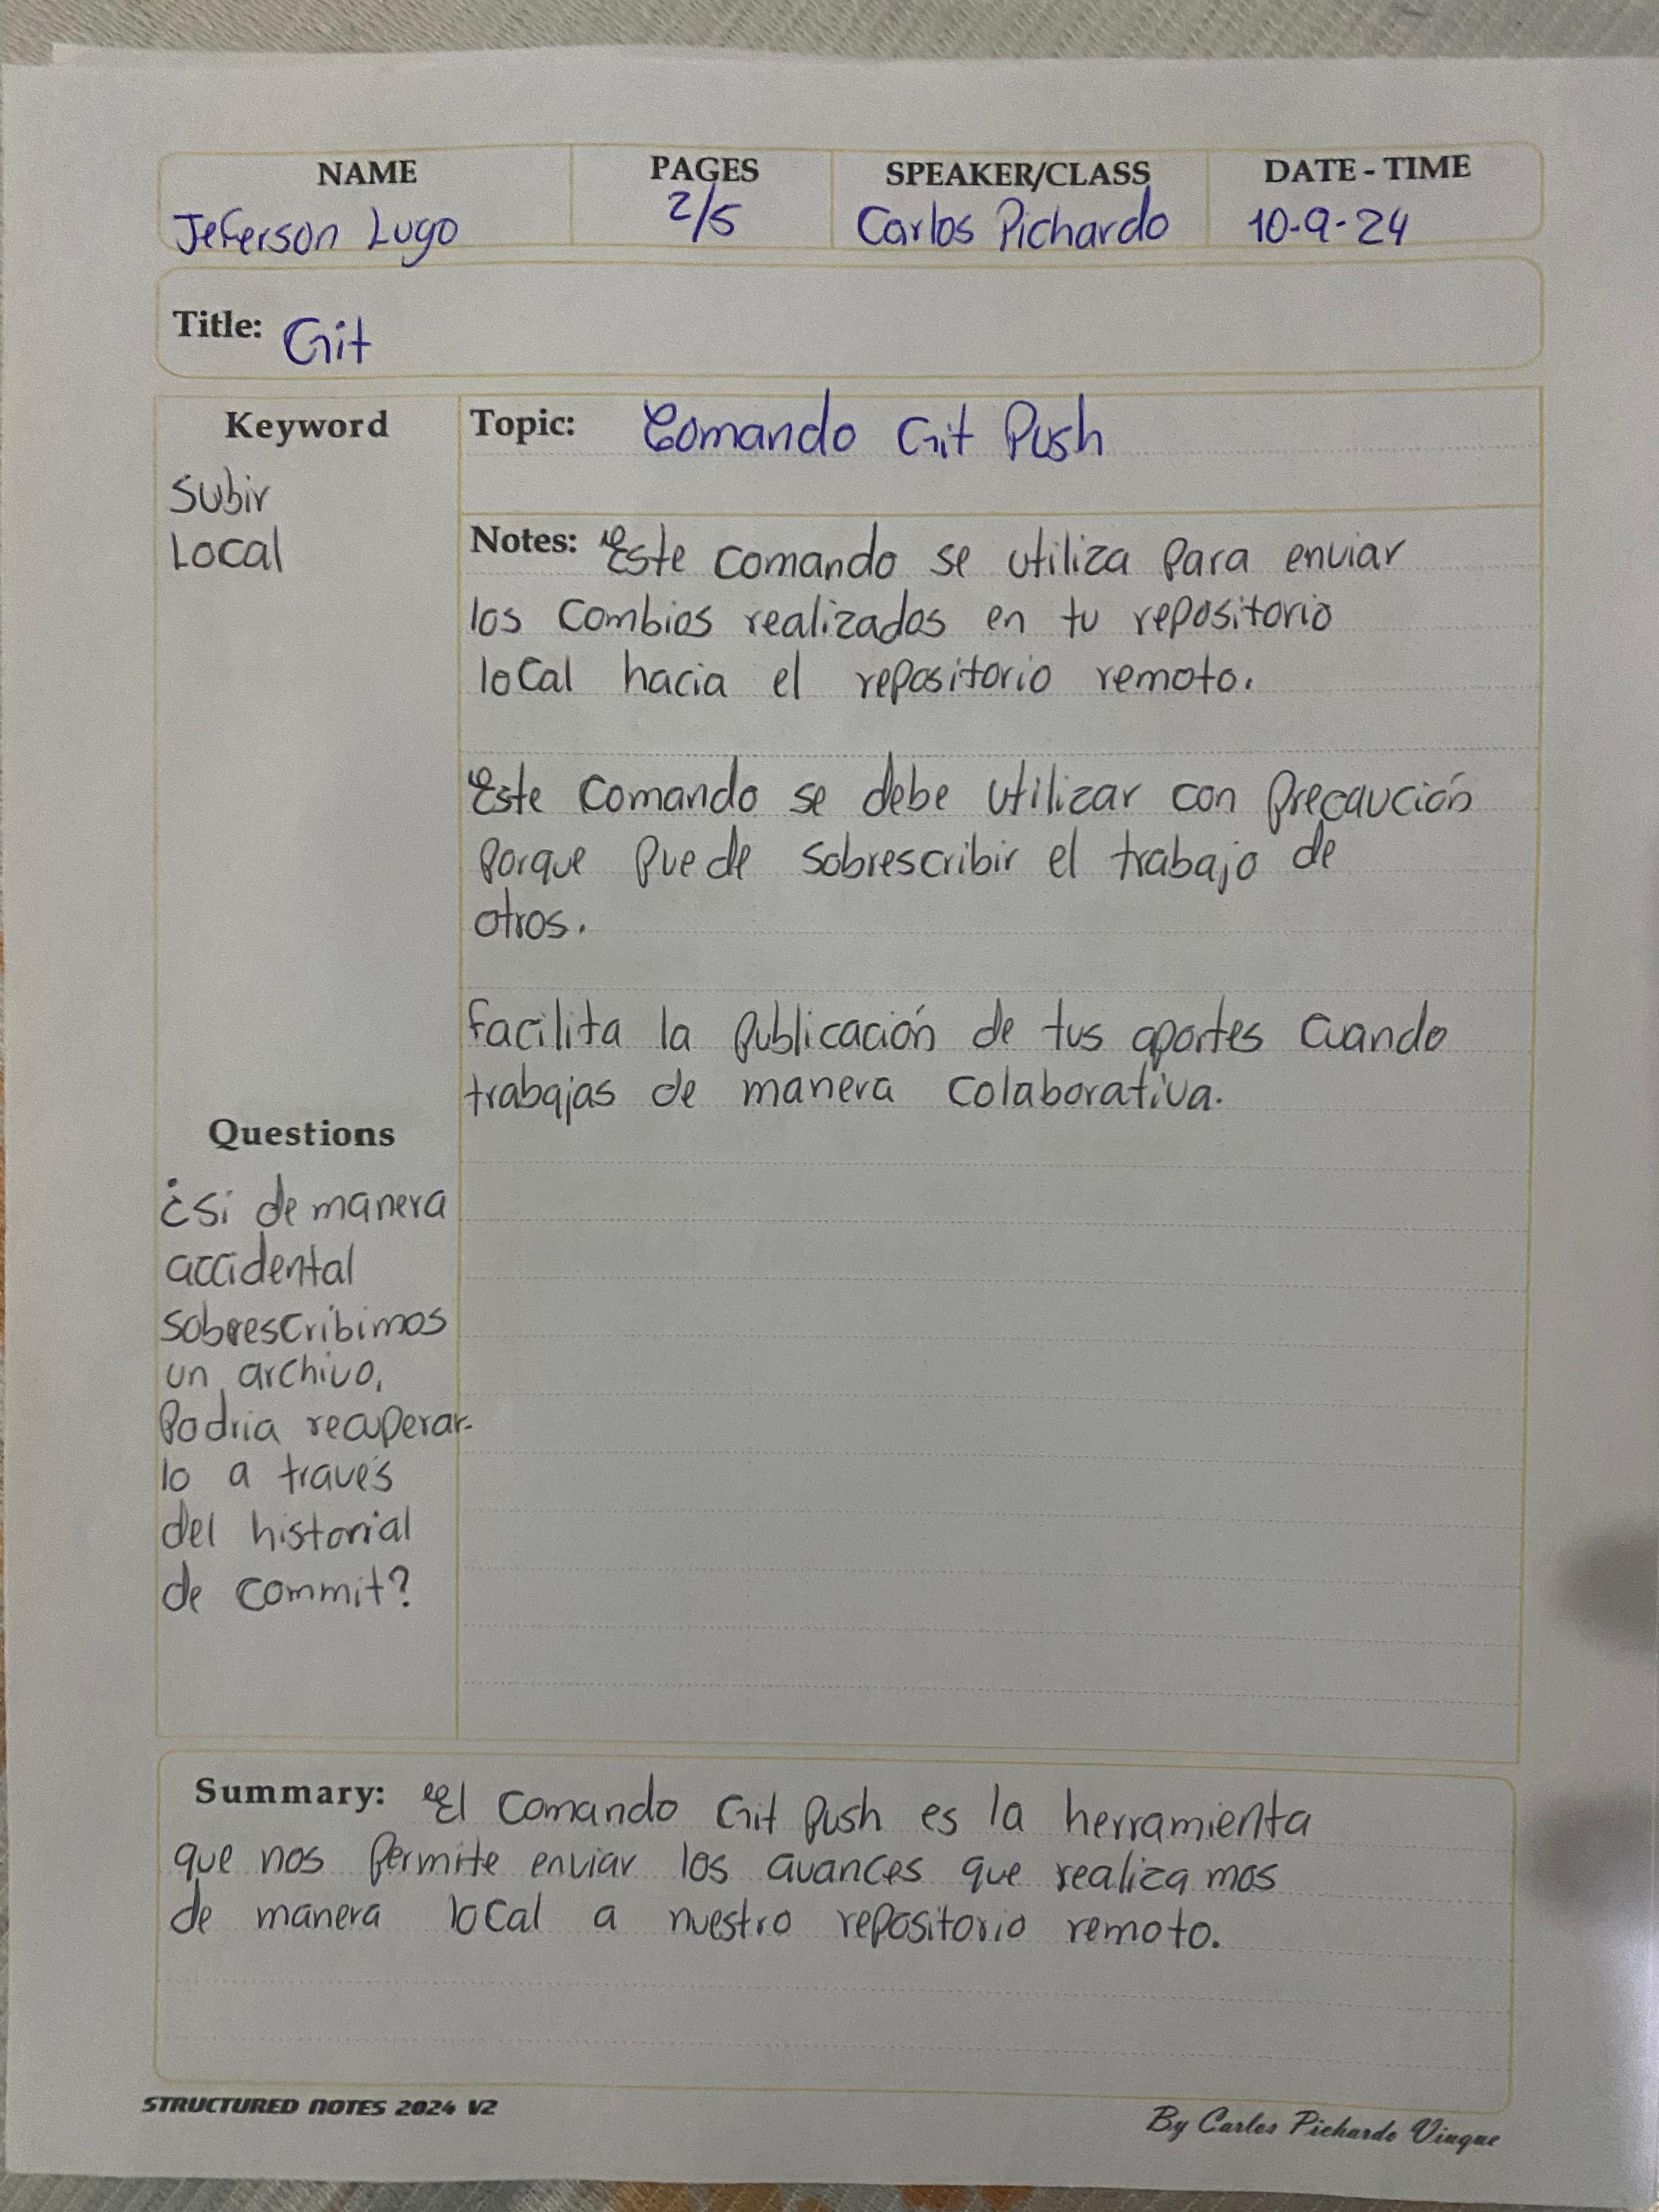 NAME PAGES SPEAKER/CLASS DATE - TIME
Jeferson Lugo 2/5 Carlos Pichardo 10-9-24
Title: Git
Keyword
Subir
Local
Topic: Comando Git Push
Notes: Este comando se utiliza para enviar
los cambios realizados en tu repositorio
local hacia el repositorio remoto.
Este comando se debe utilizar con precaución
porque puede sobrescribir el trabajo de
otros.
facilita la publicación de tus aportes cuando
trabajas de manera colaborativa.
Questions
¿si de manera
accidental
sobrescribimos
un archivo,
Podria recuperar-
lo a través
del historial
de commit?
Summary: El comando Git push es la herramienta
que nos permite enviar los avances que realizamos
de manera local a nuestro repositorio remoto.
STRUCTURED NOTES 2024 V2
By Carlos Pichardo Viuque